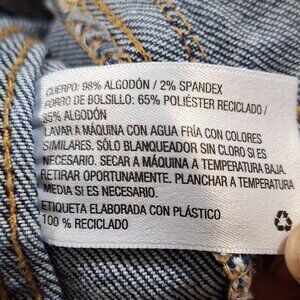 CUERPO: 98% ALGODÓN / 2% SPANDEX
FORRO DE BOLSILLO: 65% POLIÉSTER RECICLADO /
35% ALGODÓN
LAVAR A MÁQUINA CON AGUA FRÍA CON COLORES
SIMILARES. SÓLO BLANQUEADOR SIN CLORO SI ES
NECESARIO. SECAR A MÁQUINA A TEMPERATURA BAJA.
RETIRAR OPORTUNAMENTE. PLANCHAR A TEMPERATURA
MEDIA SI ES NECESARIO.
ETIQUETA ELABORADA CON PLÁSTICO
100 % RECICLADO